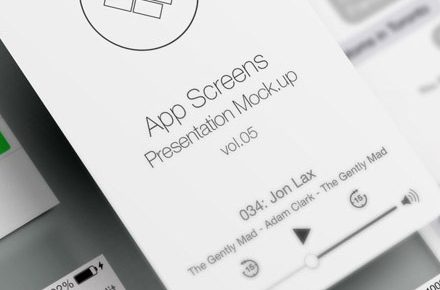 App Screens
Presentation Mock.up
vol.05
034: Jon Lax
The Gently Mad - Adam Clark - The Gently Mad
15
15